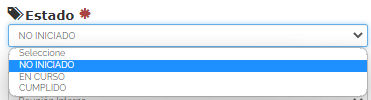 Estado *
NO INICIADO
Seleccione
NO INICIADO
EN CURSO
CUMPLIDO